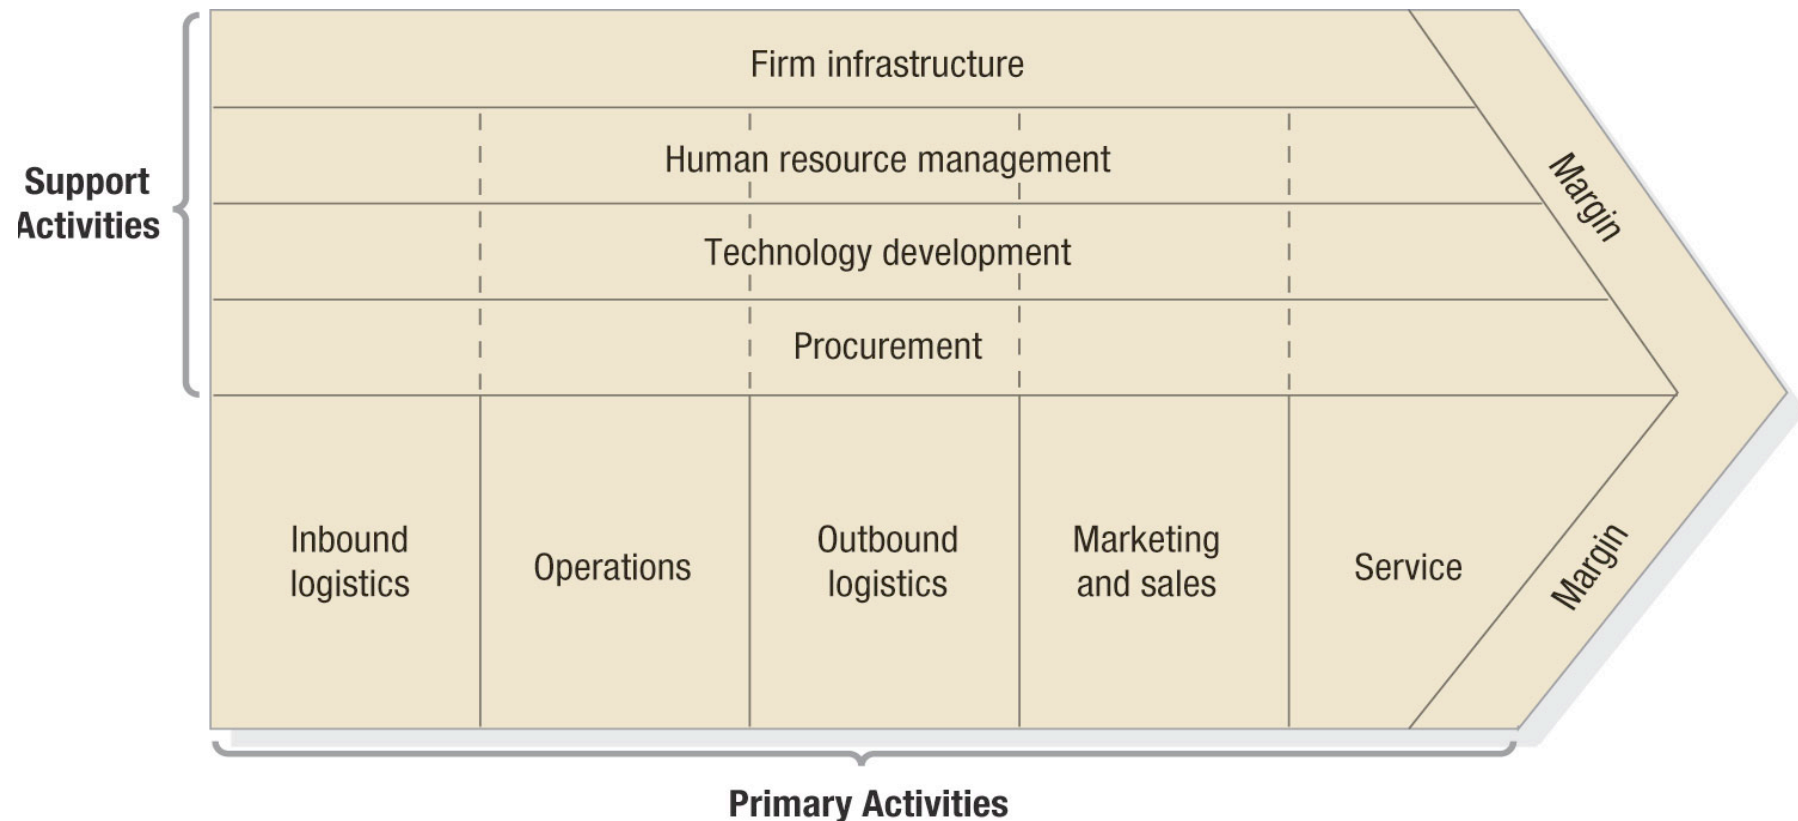 Firm infrastructure
Human resource management
Technology development
Procurement
Support
Activities
Margin
Inbound
logistics
Operations
Outbound
logistics
Marketing
and sales
Service
Margin
Primary Activities